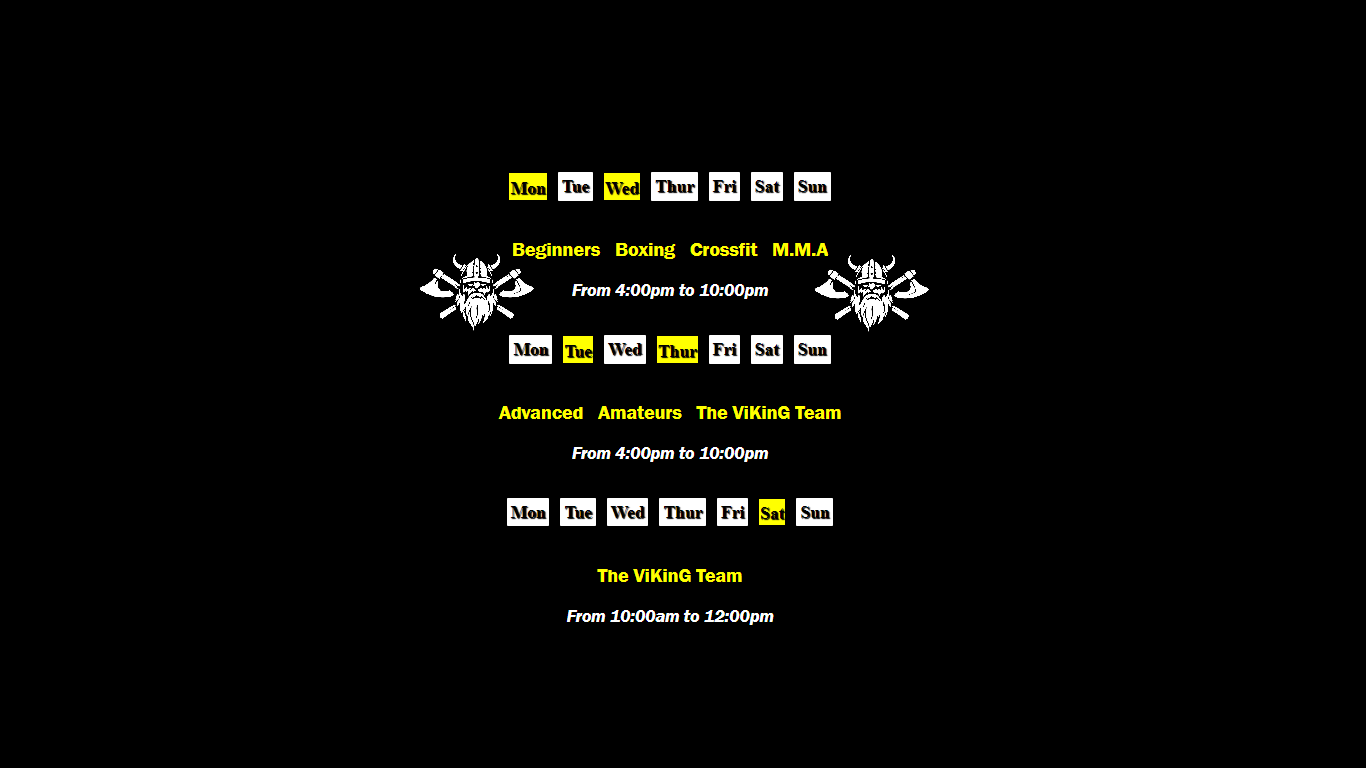 Mon Tue Wed Thur Fri Sat Sun
Beginners Boxing Crossfit M.M.A
From 4:00pm to 10:00pm
Mon Tue Wed Thur Fri Sat Sun
Advanced Amateurs The ViKinG Team
From 4:00pm to 10:00pm
Mon Tue Wed Thur Fri Sat Sun
The ViKinG Team
From 10:00am to 12:00pm